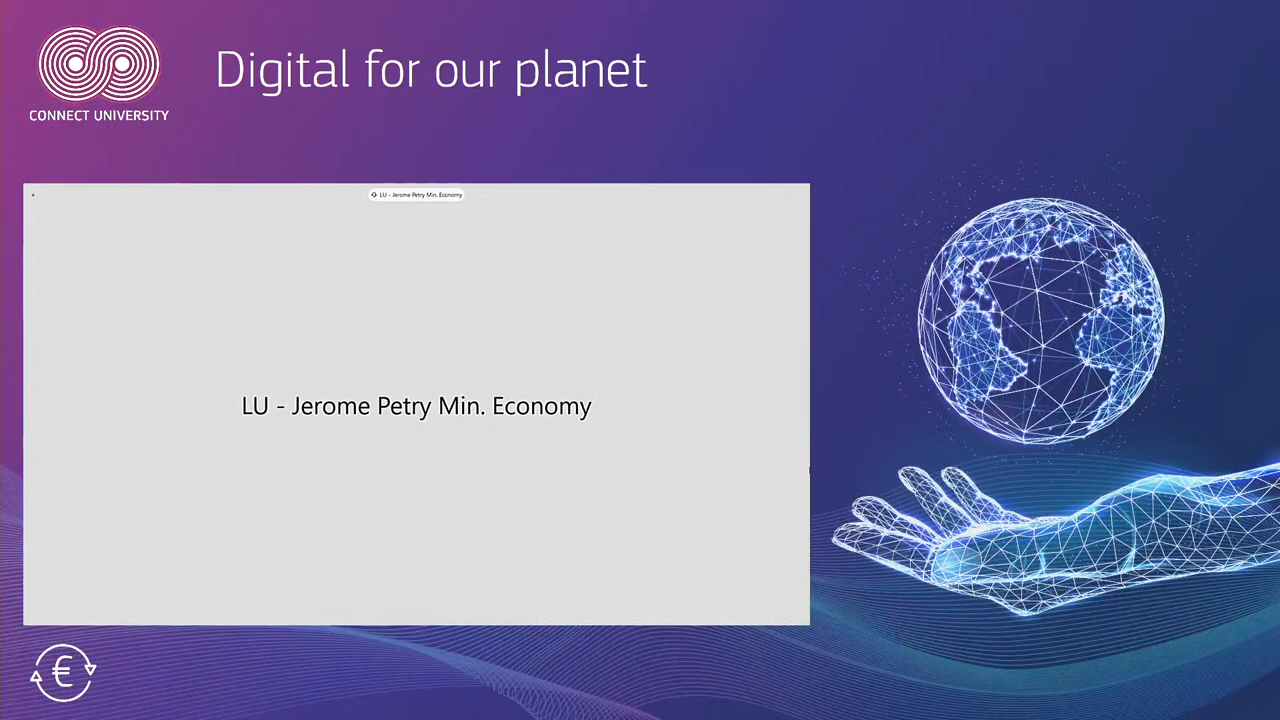 CONNECT UNIVERSITY
Digital for our planet
LU - Jerome Petry Min. Economy
LU - Jerome Petry Min. Economy
€